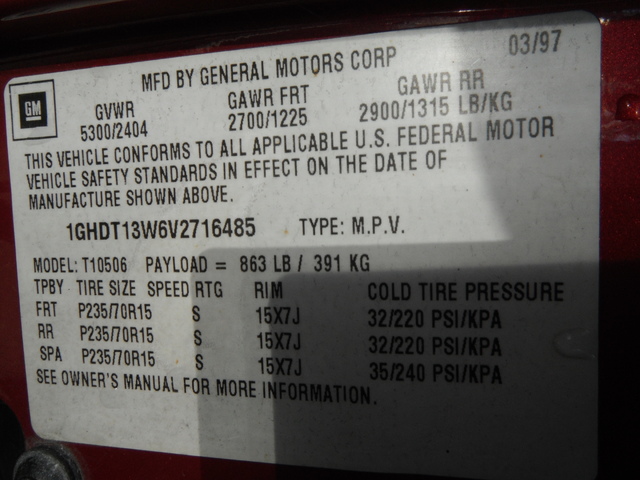 03/97
MFD BY GENERAL MOTORS CORP
GM
GVWR GAWR FRT GAWR RR
5300/2404 2700/1225 2900/1315 LB/KG
THIS VEHICLE CONFORMS TO ALL APPLICABLE U.S. FEDERAL MOTOR
VEHICLE SAFETY STANDARDS IN EFFECT ON THE DATE OF
MANUFACTURE SHOWN ABOVE.
1GHDT13W6V2716485 TYPE: M.P.V.
MODEL: T10506 PAYLOAD = 863 LB / 391 KG
TPBY TIRE SIZE SPEED RTG RIM COLD TIRE PRESSURE
FRT P235/70R15 S 15X7J 32/220 PSI/KPA
RR P235/70R15 S 15X7J 32/220 PSI/KPA
SPA P235/70R15 S 15X7J 35/240 PSI/KPA
SEE OWNER'S MANUAL FOR MORE INFORMATION.